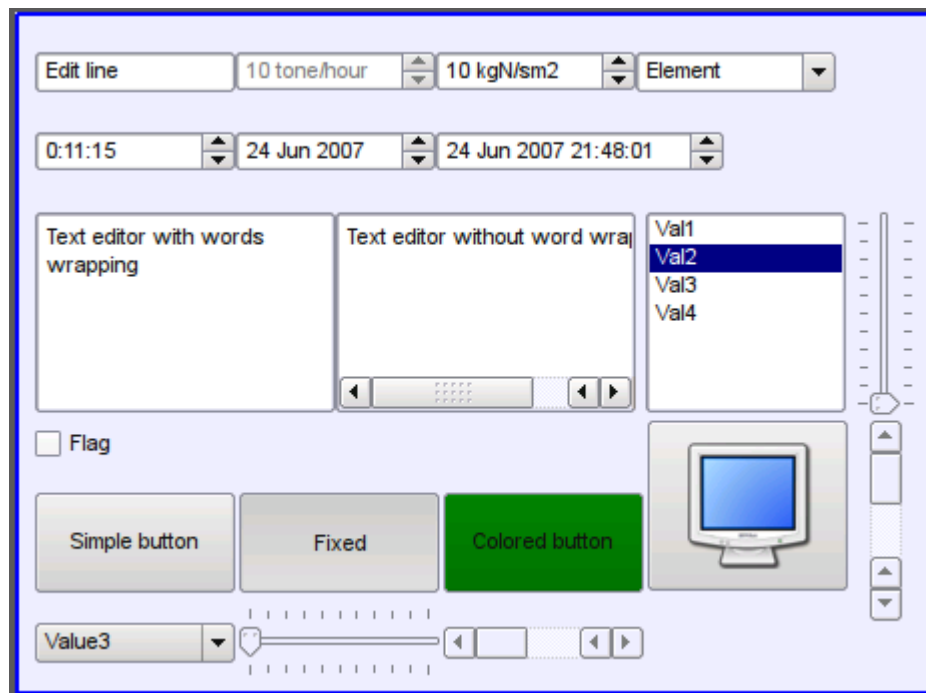 Edit line
10 tone/hour
10 kgN/sm2
Element
0:11:15
24 Jun 2007
24 Jun 2007 21:48:01
Text editor with words
wrapping
Text editor without word wrap
Val1
Val2
Val3
Val4
Flag
Simple button
Fixed
Colored button
Value3